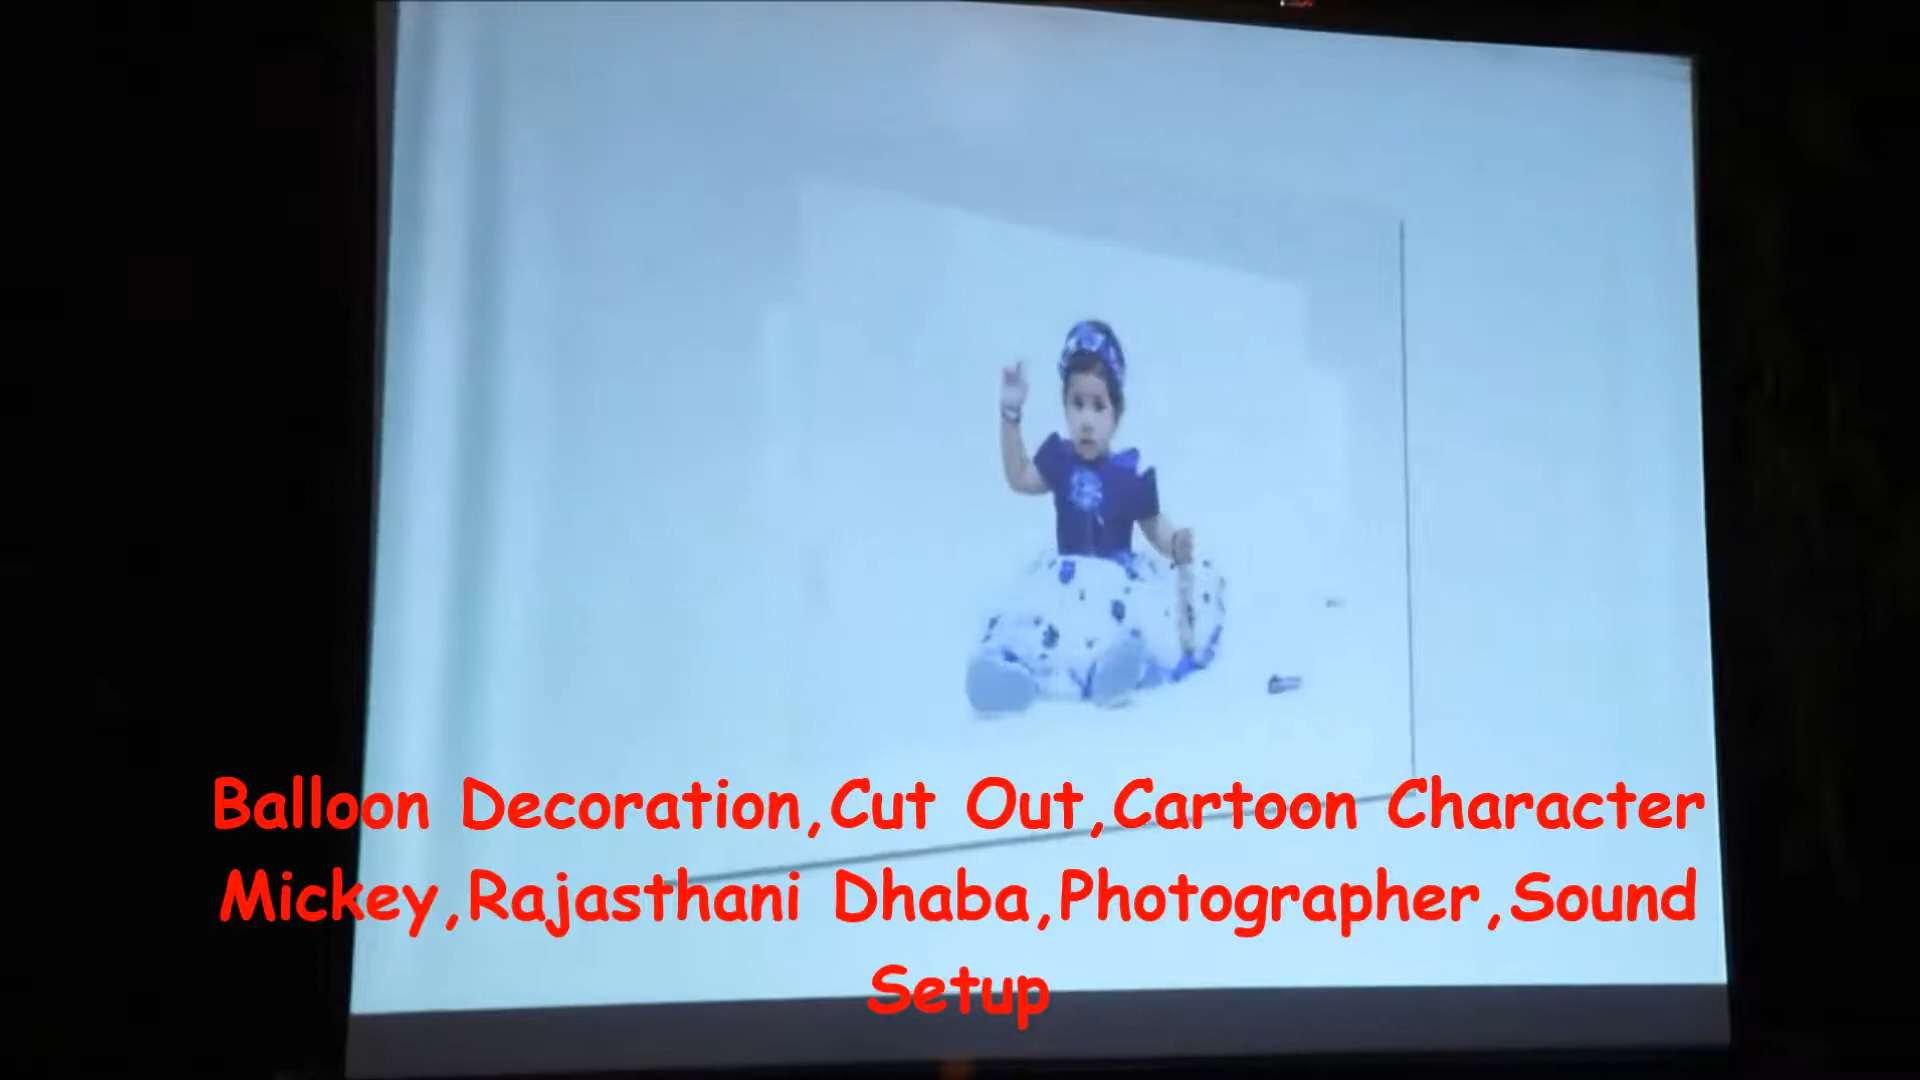 Balloon Decoration,Cut Out,Cartoon Character
Mickey,Rajasthani Dhaba,Photographer,Sound
Setup